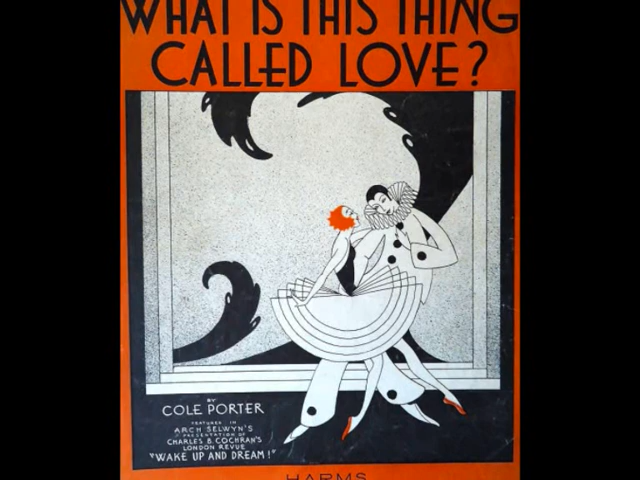 WHAT IS THIS THING
CALLED LOVE?
BY
COLE PORTER
FEATURED IN
ARCH SELWYN'S
PRESENTATION OF
CHARLES B. COCHRAN'S
LONDON REVUE
"WAKE UP AND DREAM!"
HARMS